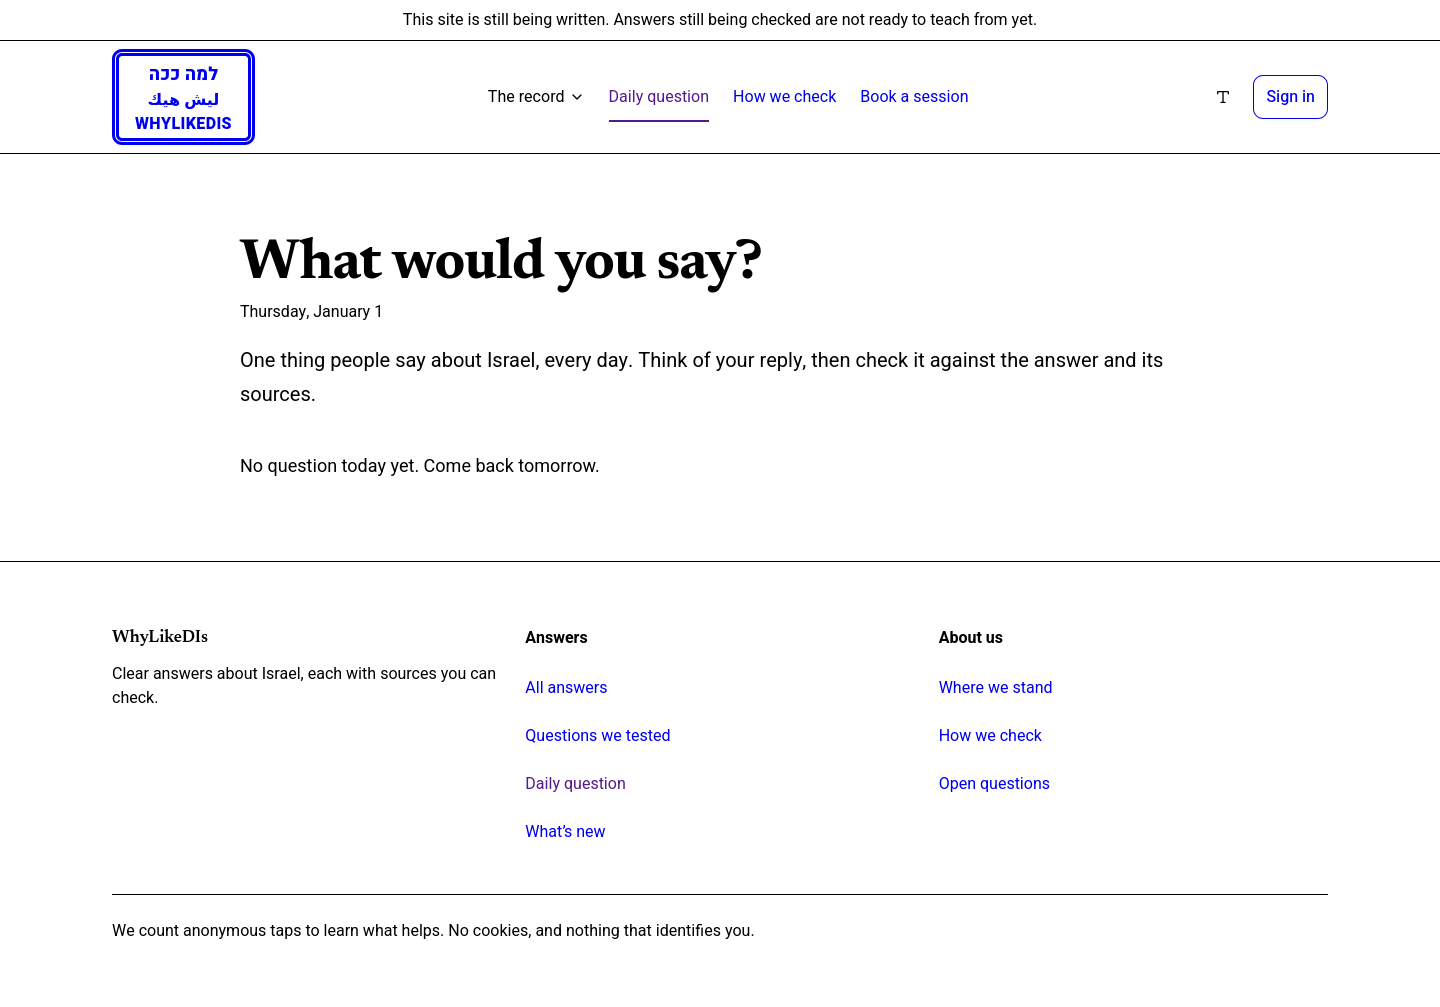 This site is still being written. Answers still being checked are not ready to teach from yet.
למה ככה
ليش هيك
WHYLIKEDIS
The record
Daily question
How we check
Book a session
T
Sign in
What would you say?
Thursday, January 1
One thing people say about Israel, every day. Think of your reply, then check it against the answer and its
sources.
No question today yet. Come back tomorrow.
WhyLikeDIs
Clear answers about Israel, each with sources you can
check.
Answers
All answers
Questions we tested
Daily question
What’s new
About us
Where we stand
How we check
Open questions
We count anonymous taps to learn what helps. No cookies, and nothing that identifies you.